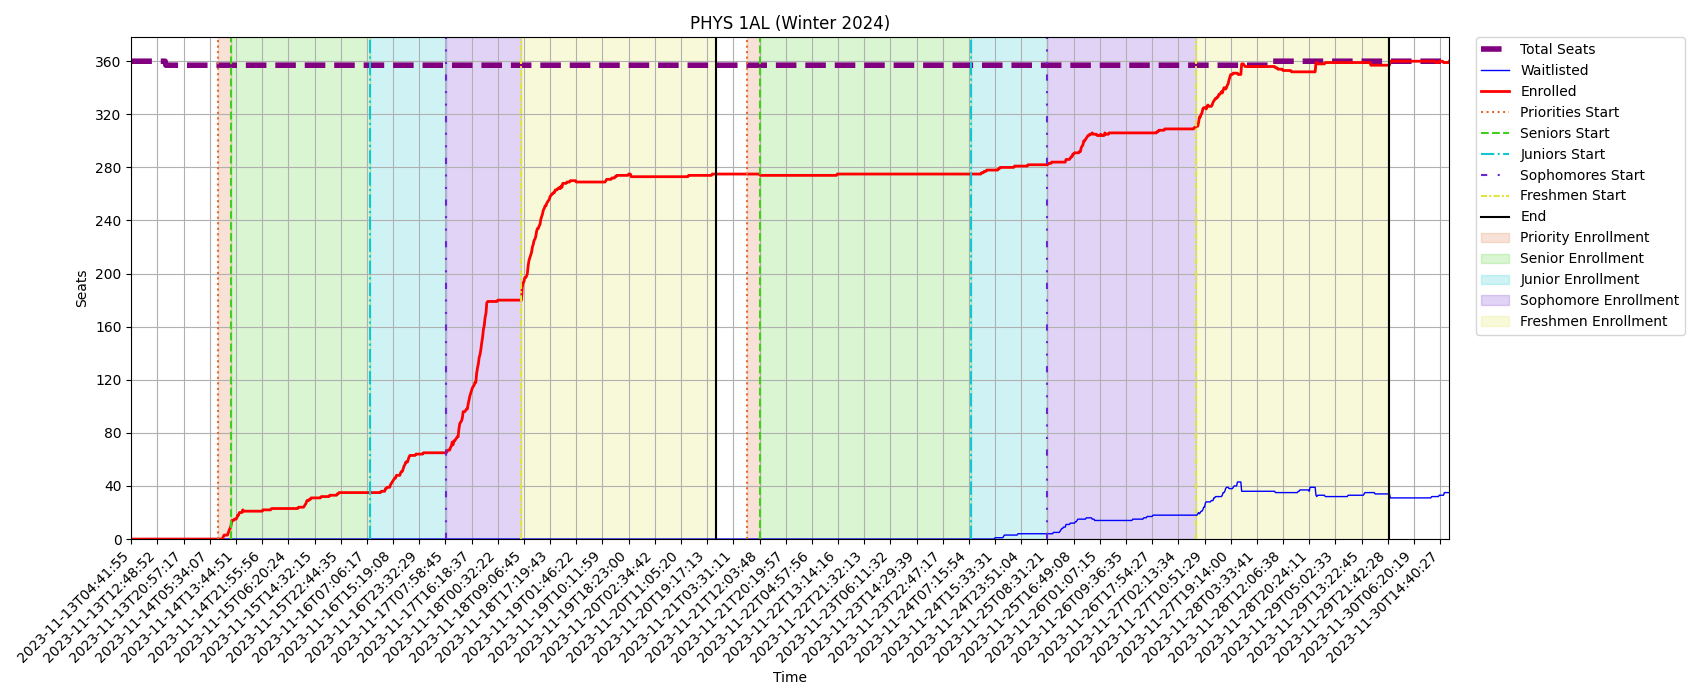 PHYS 1AL (Winter 2024)
Seats
360
320
280
240
200
160
120
80
40
0
2023-11-13T04:41:55
2023-11-13T12:48:52
2023-11-13T20:57:17
2023-11-14T05:34:07
2023-11-14T13:44:51
2023-11-14T21:55:56
2023-11-15T06:20:24
2023-11-15T14:32:15
2023-11-15T22:44:35
2023-11-16T07:06:17
2023-11-16T15:19:08
2023-11-16T23:32:29
2023-11-17T07:58:45
2023-11-17T16:18:37
2023-11-18T00:32:22
2023-11-18T09:06:45
2023-11-18T17:19:43
2023-11-19T01:46:22
2023-11-19T10:11:59
2023-11-19T18:23:00
2023-11-20T02:34:42
2023-11-20T11:05:20
2023-11-20T19:17:13
2023-11-21T03:31:11
2023-11-21T12:03:48
2023-11-21T20:19:57
2023-11-22T04:57:56
2023-11-22T13:14:16
2023-11-22T21:32:13
2023-11-23T06:11:32
2023-11-23T14:29:39
2023-11-23T22:47:17
2023-11-24T07:15:54
2023-11-24T15:33:31
2023-11-24T23:51:04
2023-11-25T08:31:21
2023-11-25T16:49:08
2023-11-26T01:07:15
2023-11-26T09:36:35
2023-11-26T17:54:27
2023-11-27T02:13:34
2023-11-27T10:51:29
2023-11-27T19:14:00
2023-11-28T03:33:41
2023-11-28T12:06:38
2023-11-28T20:24:11
2023-11-29T05:02:33
2023-11-29T13:22:45
2023-11-29T21:42:28
2023-11-30T06:20:19
2023-11-30T14:40:27
Time
Total Seats
Waitlisted
Enrolled
Priorities Start
Seniors Start
Juniors Start
Sophomores Start
Freshmen Start
End
Priority Enrollment
Senior Enrollment
Junior Enrollment
Sophomore Enrollment
Freshmen Enrollment